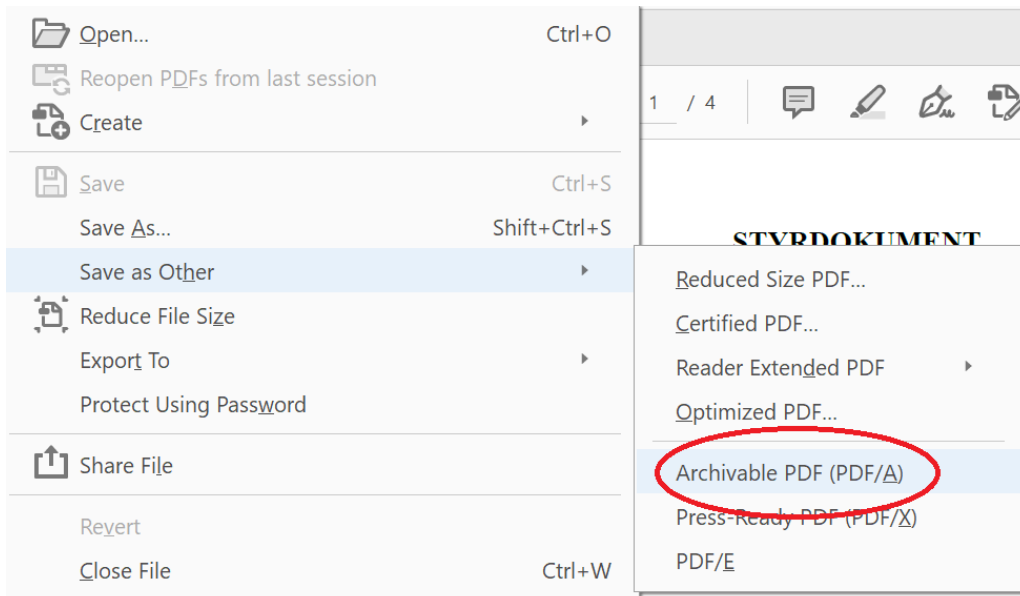 Open... Ctrl+O
Reopen PDFs from last session
Create
Save Ctrl+S
Save As... Shift+Ctrl+S
Save as Other
Reduce File Size
Export To
Protect Using Password
Share File
Revert
Close File Ctrl+W
1 / 4
STYRDOKUMENT
Reduced Size PDF...
Certified PDF...
Reader Extended PDF
Optimized PDF...
Archivable PDF (PDF/A)
Press-Ready PDF (PDF/X)
PDF/E